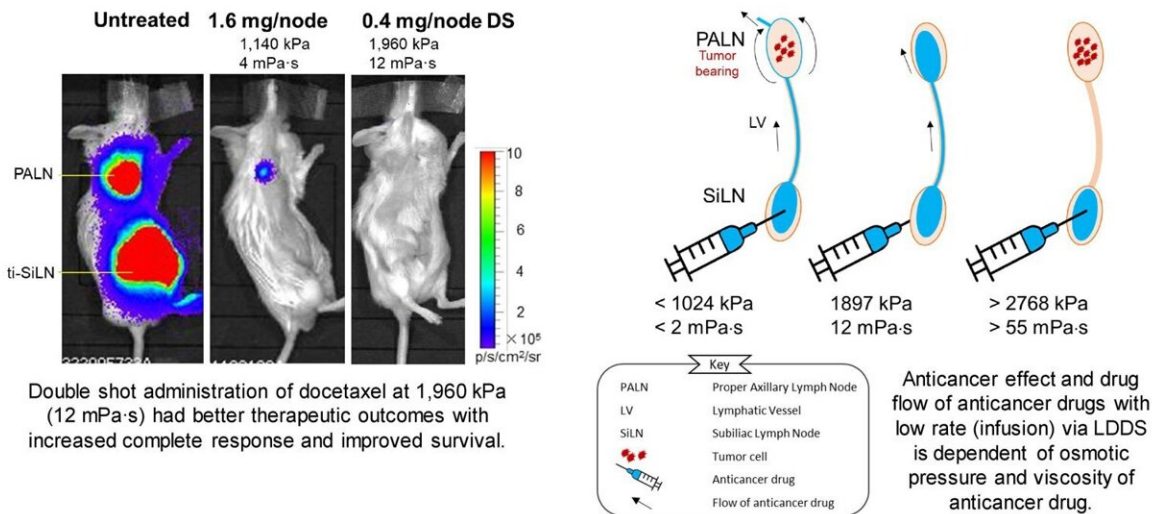 Untreated
1.6 mg/node
1,140 kPa
4 mPa·s
0.4 mg/node DS
1,960 kPa
12 mPa·s
PALN
ti-SiLN
10
8
6
4
2
× 10⁵
p/s/cm²/sr
Double shot administration of docetaxel at 1,960 kPa
(12 mPa·s) had better therapeutic outcomes with
increased complete response and improved survival.
PALN
Tumor
bearing
LV
SiLN
< 1024 kPa
< 2 mPa·s
1897 kPa
12 mPa·s
> 2768 kPa
> 55 mPa·s
Key
PALN Proper Axillary Lymph Node
LV Lymphatic Vessel
SiLN Subiliac Lymph Node
Tumor cell
Anticancer drug
Flow of anticancer drug
Anticancer effect and drug
flow of anticancer drugs with
low rate (infusion) via LDDS
is dependent of osmotic
pressure and viscosity of
anticancer drug.